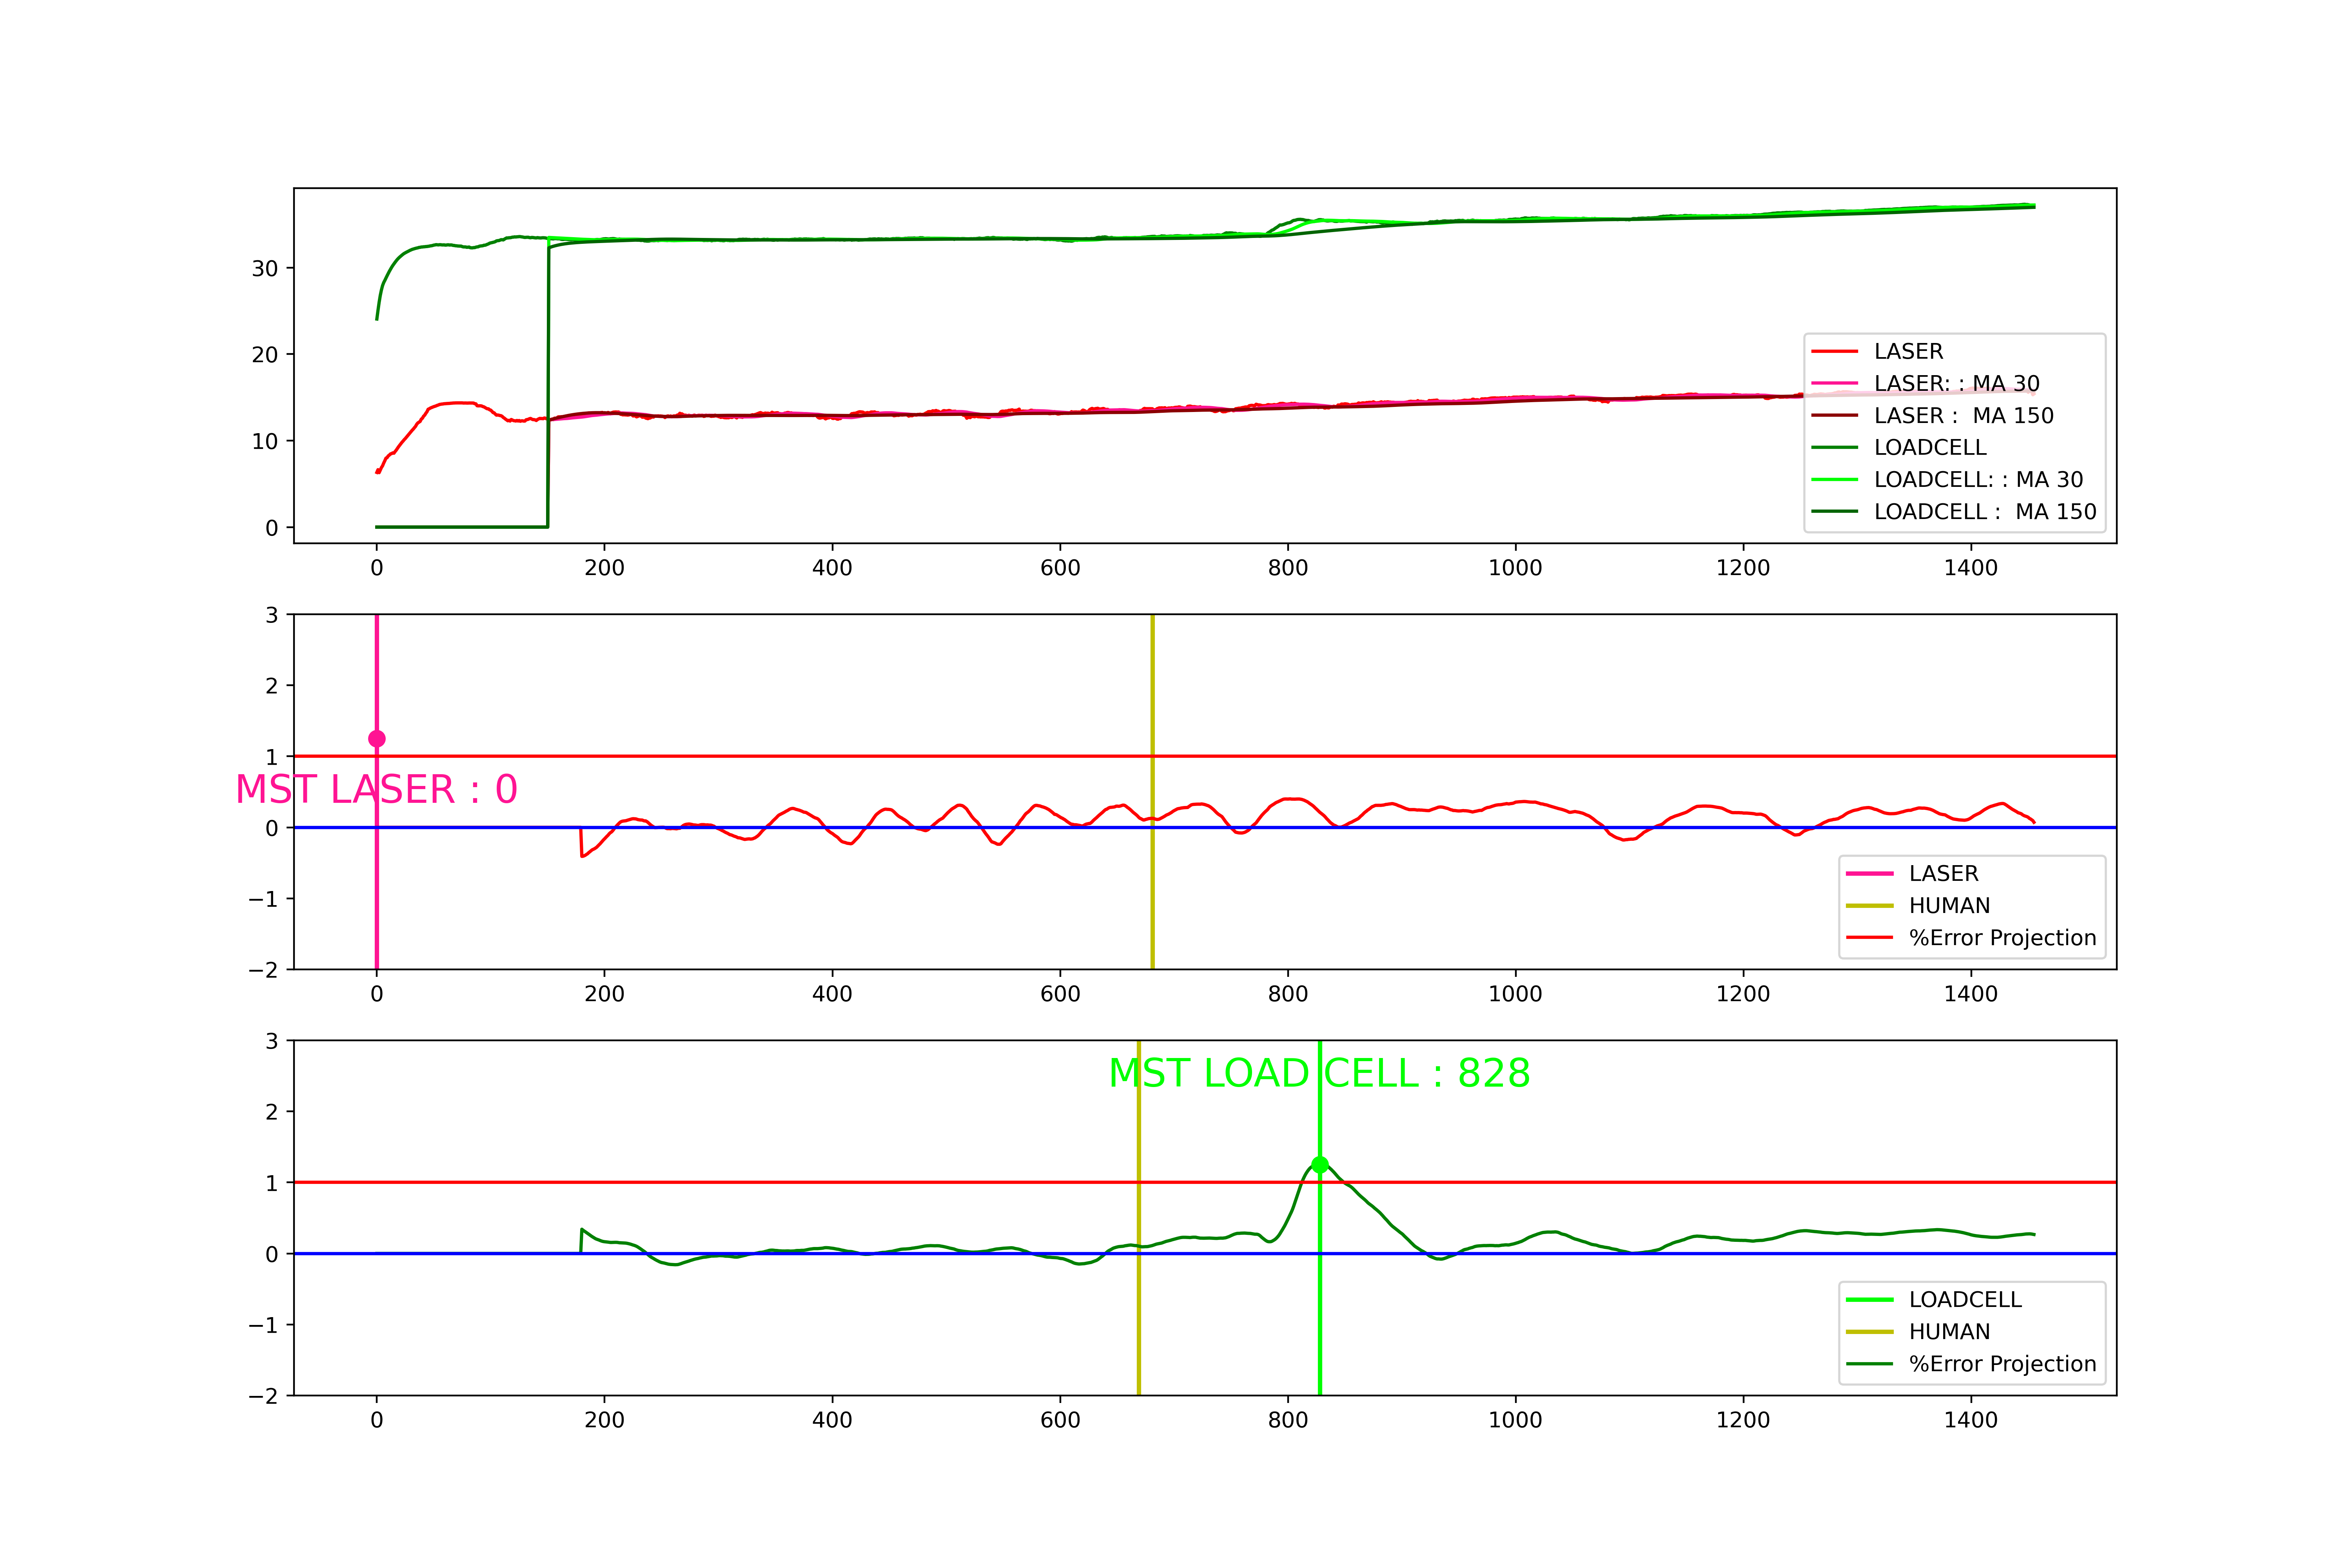 30
20
10
0
0 200 400 600 800 1000 1200 1400
LASER
LASER: : MA 30
LASER :  MA 150
LOADCELL
LOADCELL: : MA 30
LOADCELL :  MA 150
3
2
1
0
−1
−2
MST LASER : 0
0 200 400 600 800 1000 1200 1400
LASER
HUMAN
%Error Projection
3
2
1
0
−1
−2
MST LOAD CELL : 828
0 200 400 600 800 1000 1200 1400
LOADCELL
HUMAN
%Error Projection